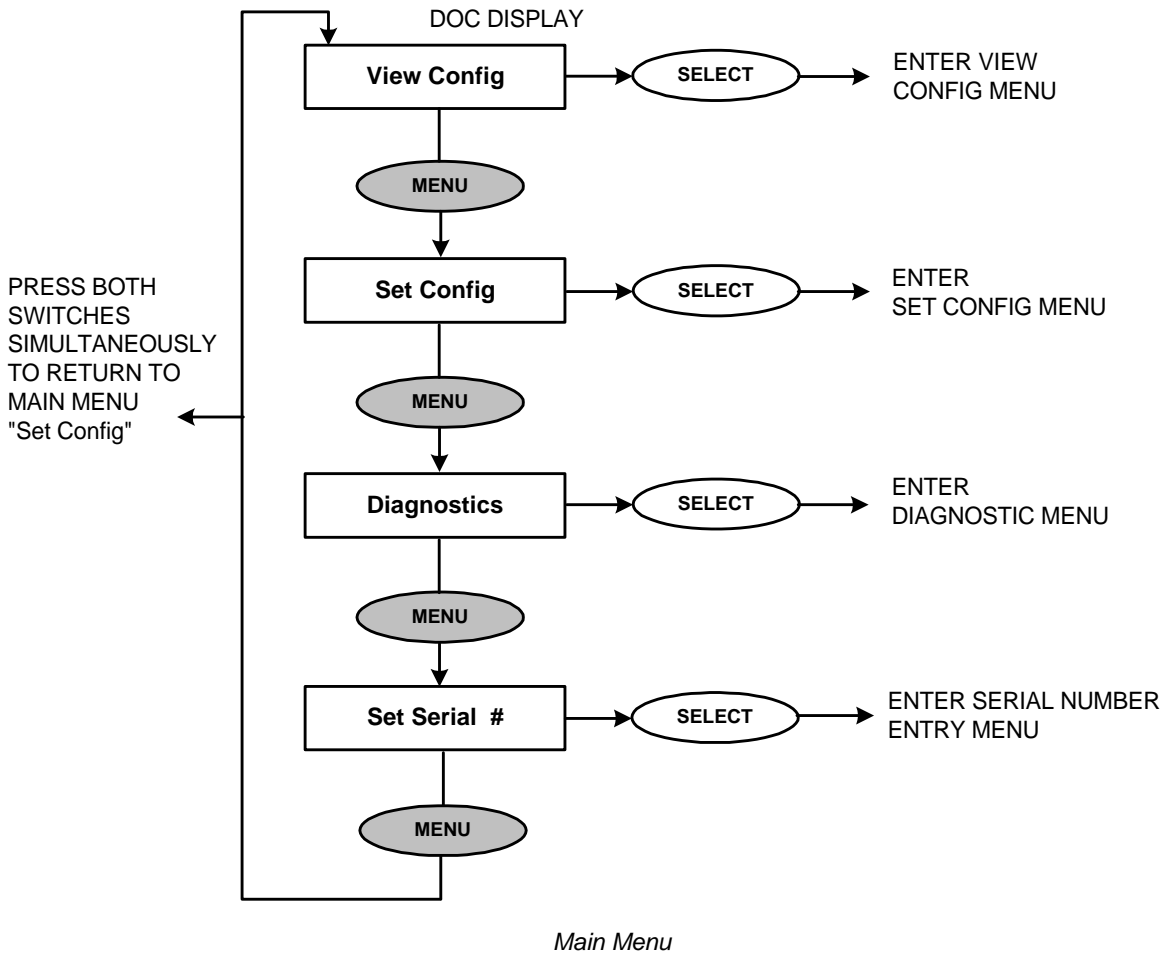 DOC DISPLAY
View Config
SELECT
ENTER VIEW
CONFIG MENU
MENU
Set Config
SELECT
ENTER
SET CONFIG MENU
PRESS BOTH
SWITCHES
SIMULTANEOUSLY
TO RETURN TO
MAIN MENU
"Set Config"
MENU
Diagnostics
SELECT
ENTER
DIAGNOSTIC MENU
MENU
Set Serial #
SELECT
ENTER SERIAL NUMBER
ENTRY MENU
MENU
Main Menu